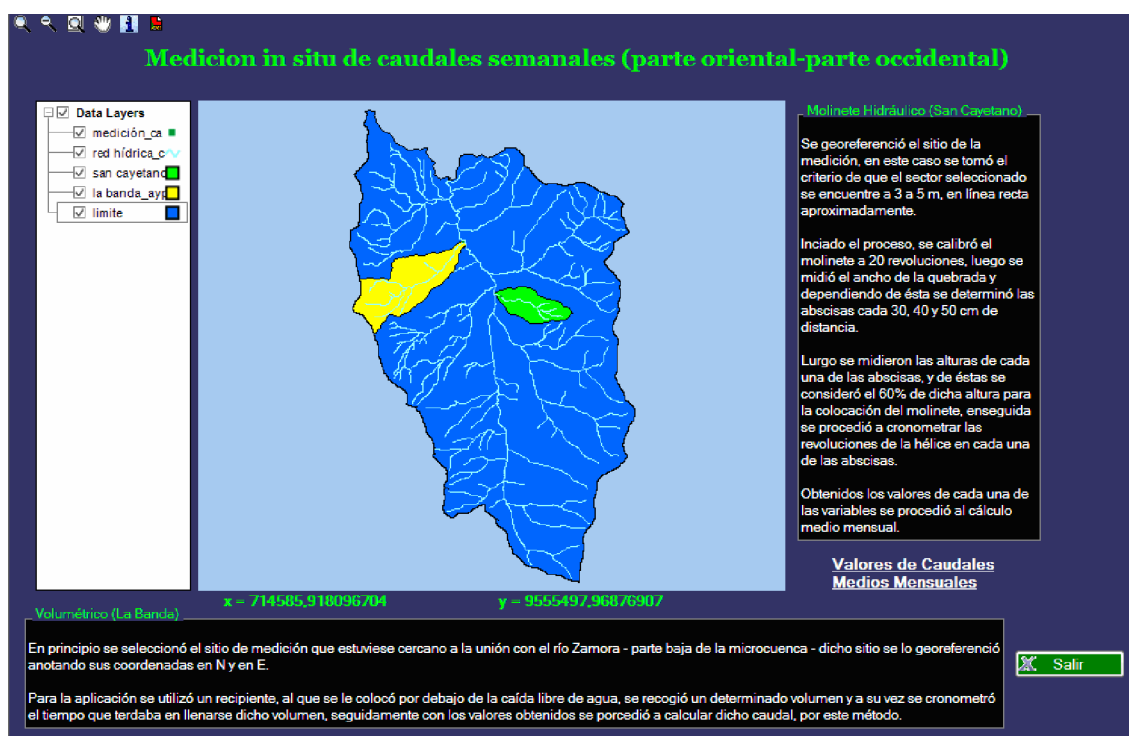 Medicion in situ de caudales semanales (parte oriental-parte occidental)
Data Layers
medición_ca
red hídrica_c
san cayetano
la banda_ayp
limite
Molinete Hidráulico (San Cayetano)
Se georeferenció el sitio de la
medición, en este caso se tomó el
criterio de que el sector seleccionado
se encuentre a 3 a 5 m, en línea recta
aproximadamente.
Inciado el proceso, se calibró el
molinete a 20 revoluciones, luego se
midió el ancho de la quebrada y
dependiendo de ésta se determinó las
abscisas cada 30, 40 y 50 cm de
distancia.
Lurgo se midieron las alturas de cada
una de las abscisas, y de éstas se
consideró el 60% de dicha altura para
la colocación del molinete, enseguida
se procedió a cronometrar las
revoluciones de la hélice en cada una
de las abscisas.
Obtenidos los valores de cada una de
las variables se procedió al cálculo
medio mensual.
Valores de Caudales
Medios Mensuales
x = 714585,918096704 y = 9555497,96876907
Volumétrico (La Banda)
En principio se seleccionó el sitio de medición que estuviese cercano a la unión con el río Zamora - parte baja de la microcuenca - dicho sitio se lo georeferenció
anotando sus coordenadas en N y en E.
Para la aplicación se utilizó un recipiente, al que se le colocó por debajo de la caída libre de agua, se recogió un determinado volumen y a su vez se cronometró
el tiempo que terdaba en llenarse dicho volumen, seguidamente con los valores obtenidos se porcedió a calcular dicho caudal, por este método.
Salir